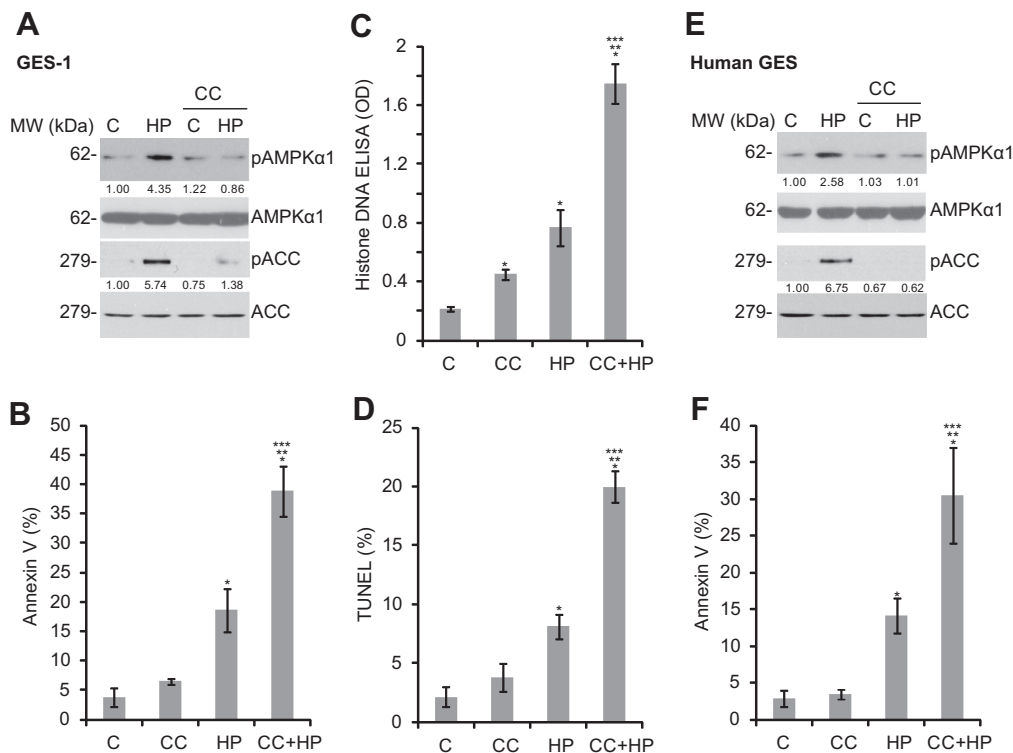 A
GES-1
CC
MW (kDa) C HP C HP
62- pAMPKα1
1.00 4.35 1.22 0.86
62- AMPKα1
279- pACC
1.00 5.74 0.75 1.38
279- ACC
C
Histone DNA ELISA (OD)
2
1.6
1.2
0.8
0.4
0
***
**
*
*
*
C CC HP CC+HP
E
Human GES
CC
MW (kDa) C HP C HP
62- pAMPKα1
1.00 2.58 1.03 1.01
62- AMPKα1
279- pACC
1.00 6.75 0.67 0.62
279- ACC
B
Annexin V (%)
50
45
40
35
30
25
20
15
10
5
0
***
**
*
*
C CC HP CC+HP
D
TUNEL (%)
25
20
15
10
5
0
***
**
*
*
C CC HP CC+HP
F
Annexin V (%)
40
35
30
25
20
15
10
5
0
***
**
*
*
C CC HP CC+HP